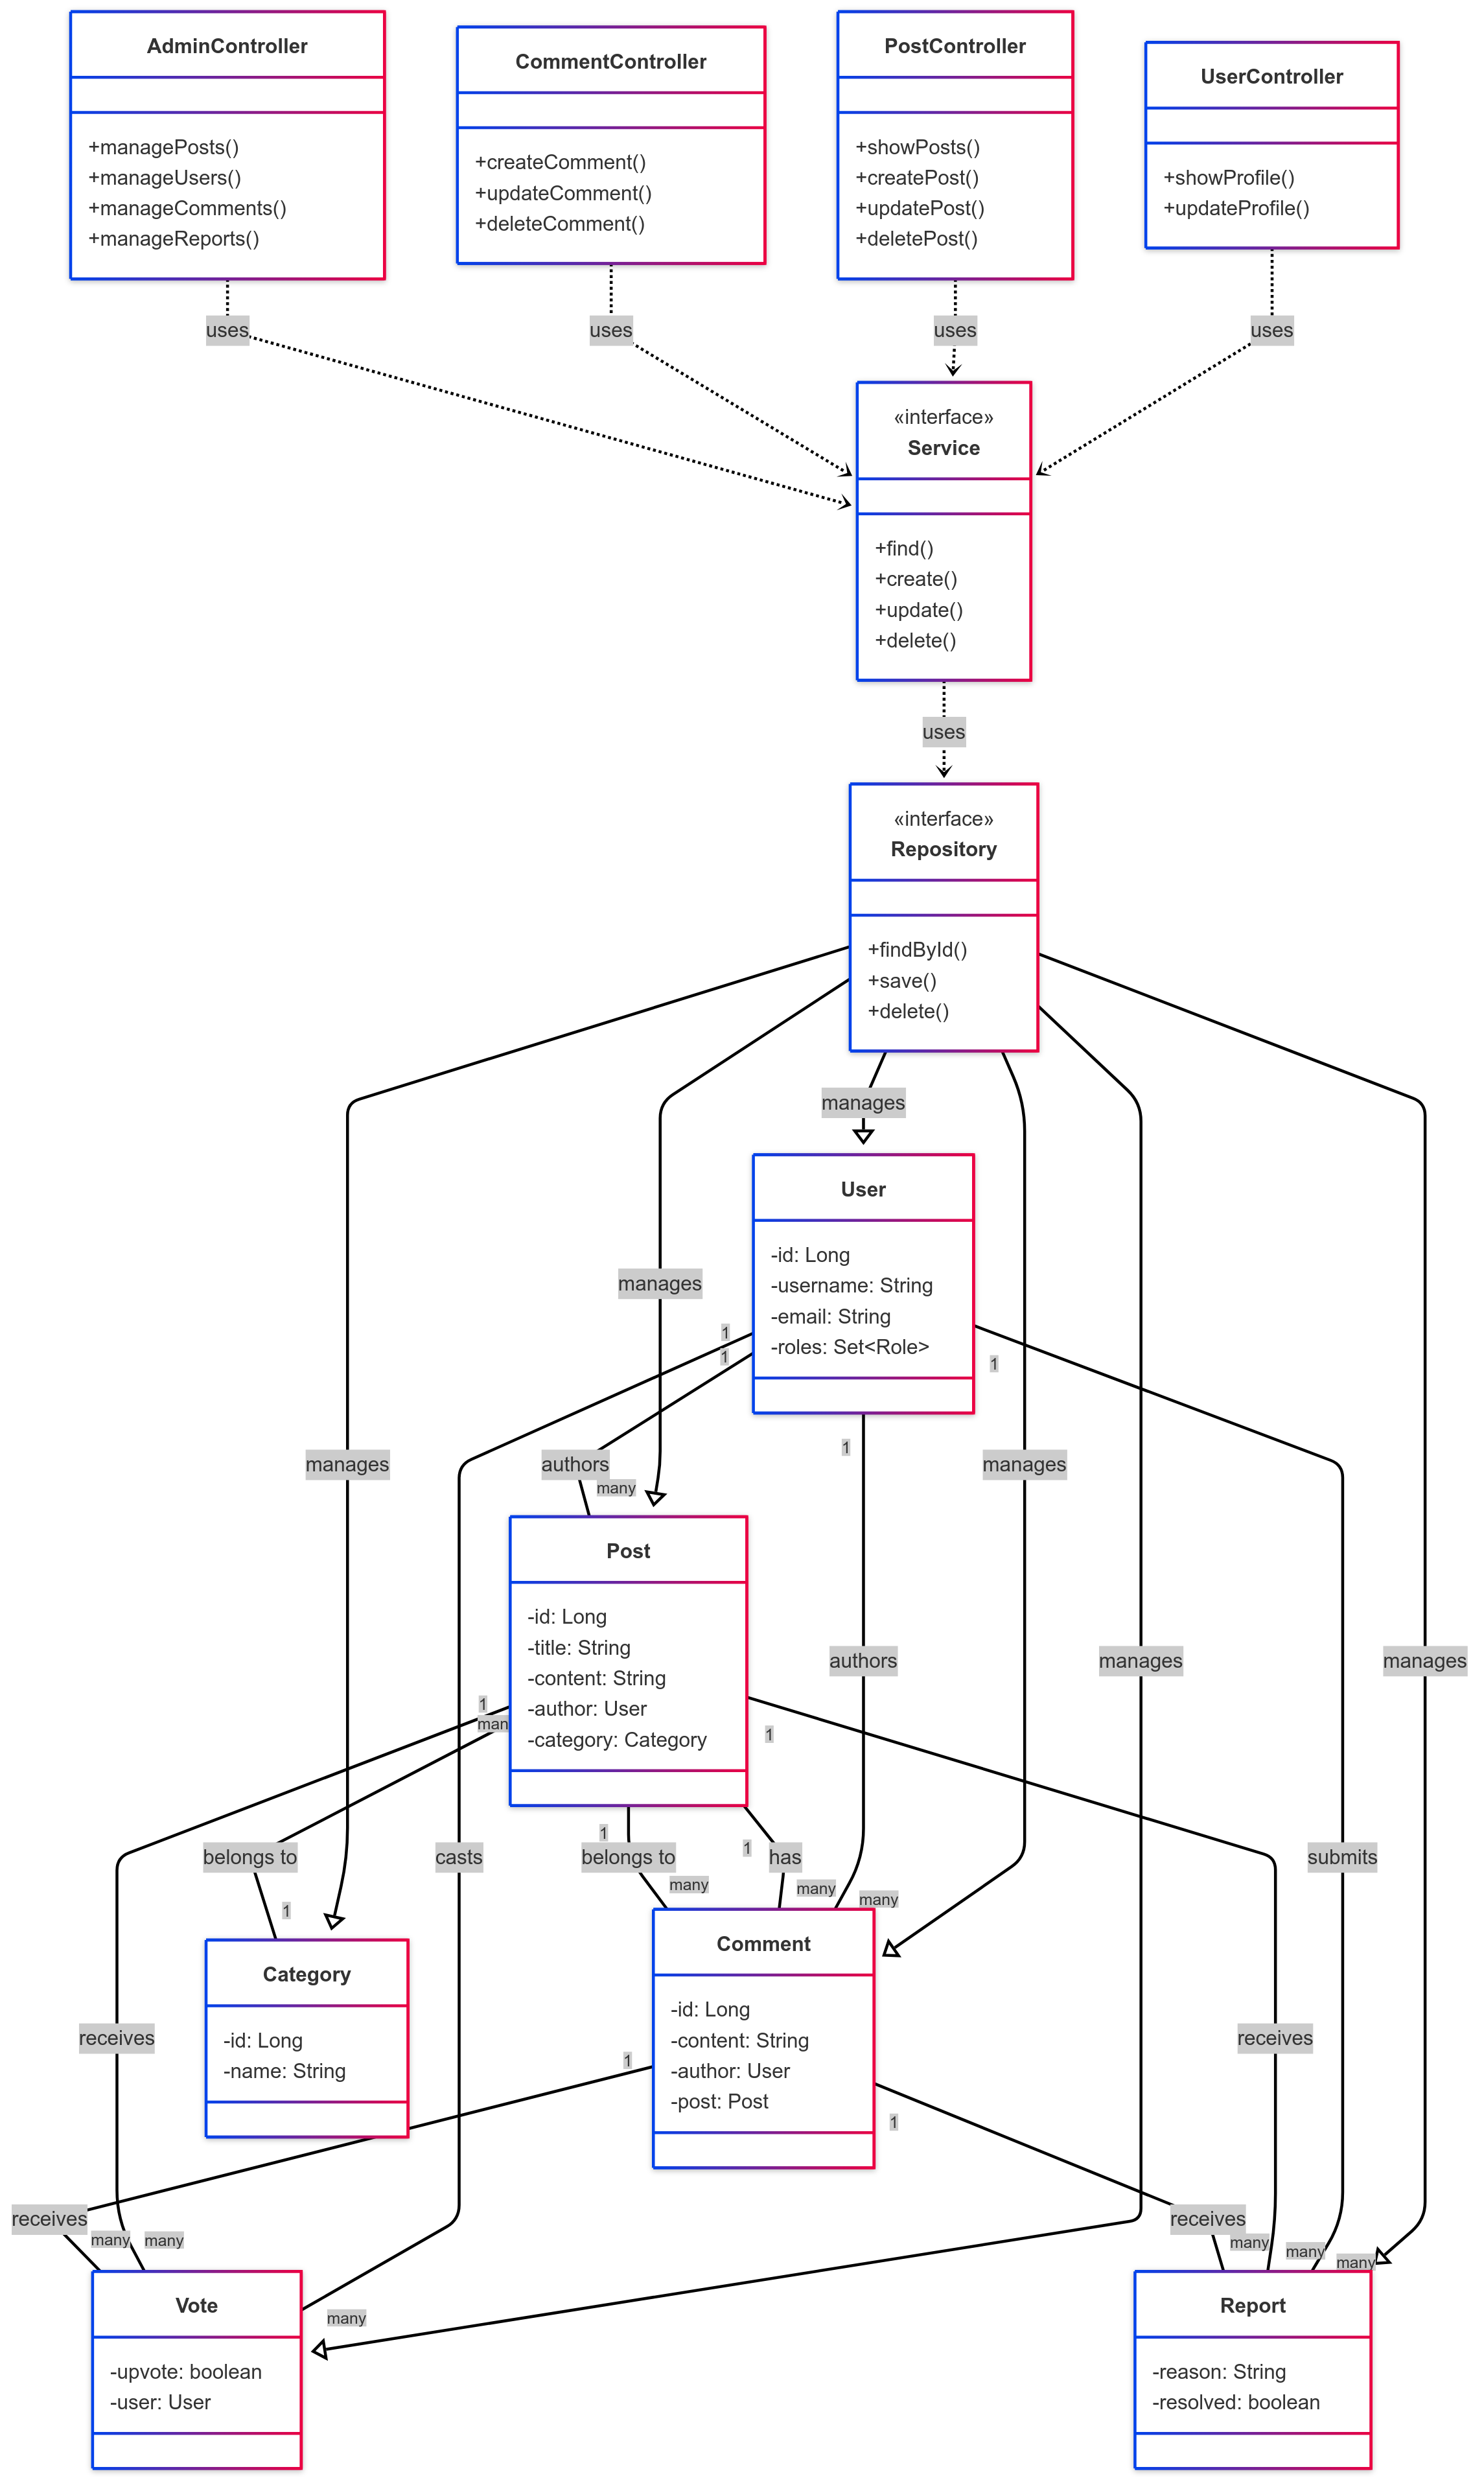 AdminController
+managePosts()
+manageUsers()
+manageComments()
+manageReports()
CommentController
+createComment()
+updateComment()
+deleteComment()
PostController
+showPosts()
+createPost()
+updatePost()
+deletePost()
UserController
+showProfile()
+updateProfile()
uses
uses
uses
uses
«interface»
Service
+find()
+create()
+update()
+delete()
uses
«interface»
Repository
+findById()
+save()
+delete()
manages
User
-id: Long
-username: String
-email: String
-roles: Set<Role>
manages
1
1
1
manages
authors
many
1
manages
Post
-id: Long
-title: String
-content: String
-author: User
-category: Category
authors
manages
manages
1
man
1
belongs to
casts
1
belongs to
1
has
submits
many
many
many
1
Category
-id: Long
-name: String
Comment
-id: Long
-content: String
-author: User
-post: Post
receives
receives
1
1
receives
many
many
receives
many
many
many
Vote
-upvote: boolean
-user: User
many
Report
-reason: String
-resolved: boolean